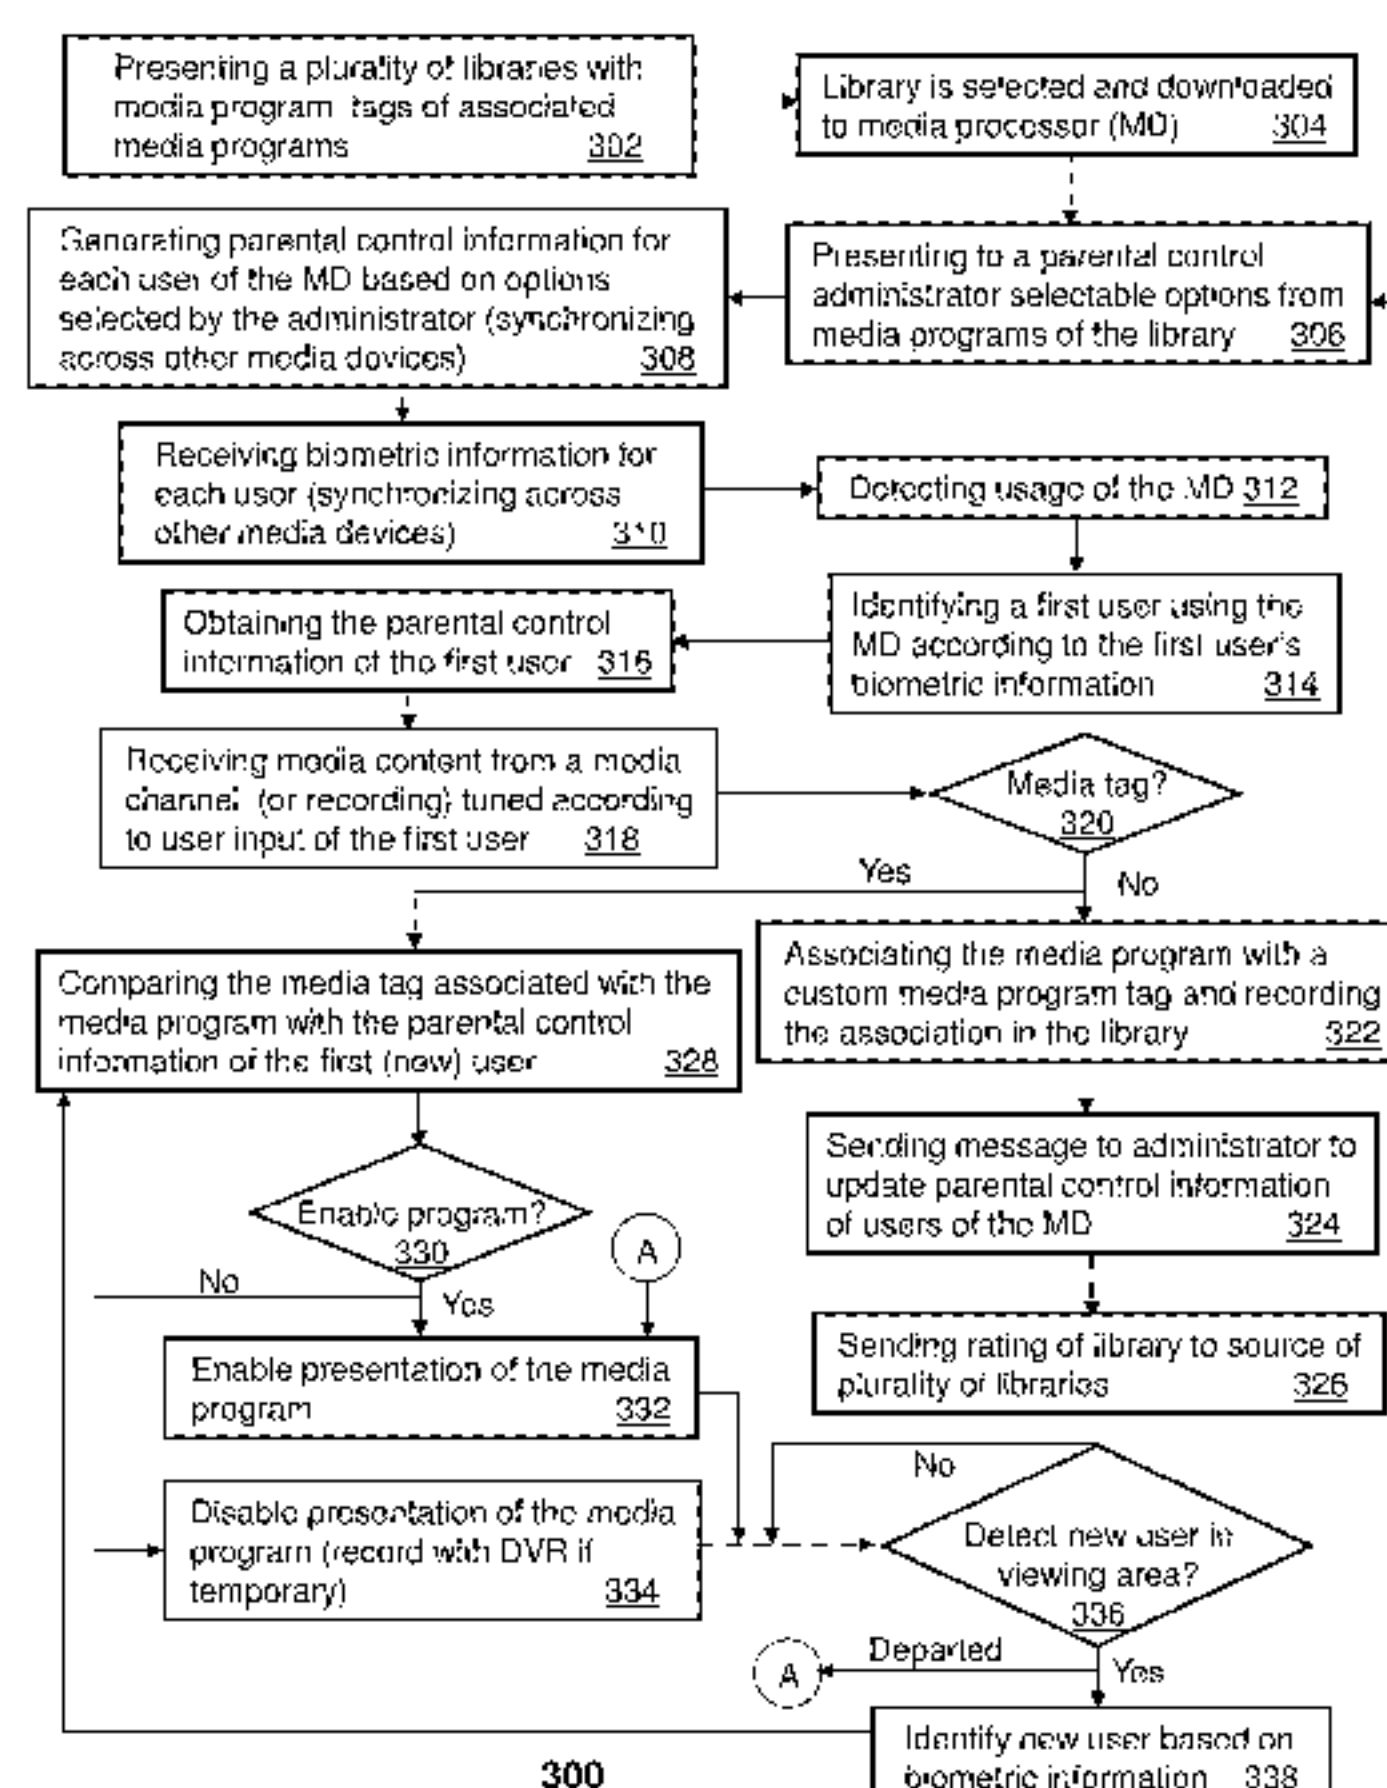 Presenting a plurality of libraries with
media program tags of associated
media programs 302
Library is selected and downloaded
to media processor (MD) 304
Generating parental control information for
each user of the MD based on options
selected by the administrator (synchronizing
across other media devices) 308
Presenting to a parental control
administrator selectable options from
media programs of the library 306
Receiving biometric information for
each user (synchronizing across
other media devices) 310
Detecting usage of the MD 312
Obtaining the parental control
information of the first user 316
Identifying a first user using the
MD according to the first user's
biometric information 314
Receiving media content from a media
channel (or recording) tuned according
to user input of the first user 318
Media tag?
320
Yes
No
Comparing the media tag associated with the
media program with the parental control
information of the first (new) user 328
Associating the media program with a
custom media program tag and recording
the association in the library 322
Sending message to administrator to
update parental control information
of users of the MD 324
Enable program?
330
A
No
Yes
Sending rating of library to source of
plurality of libraries 326
Enable presentation of the media
program 332
No
Disable presentation of the media
program (record with DVR if
temporary) 334
Detect new user in
viewing area?
336
Departed
A
Yes
Identify new user based on
biometric information 338
300